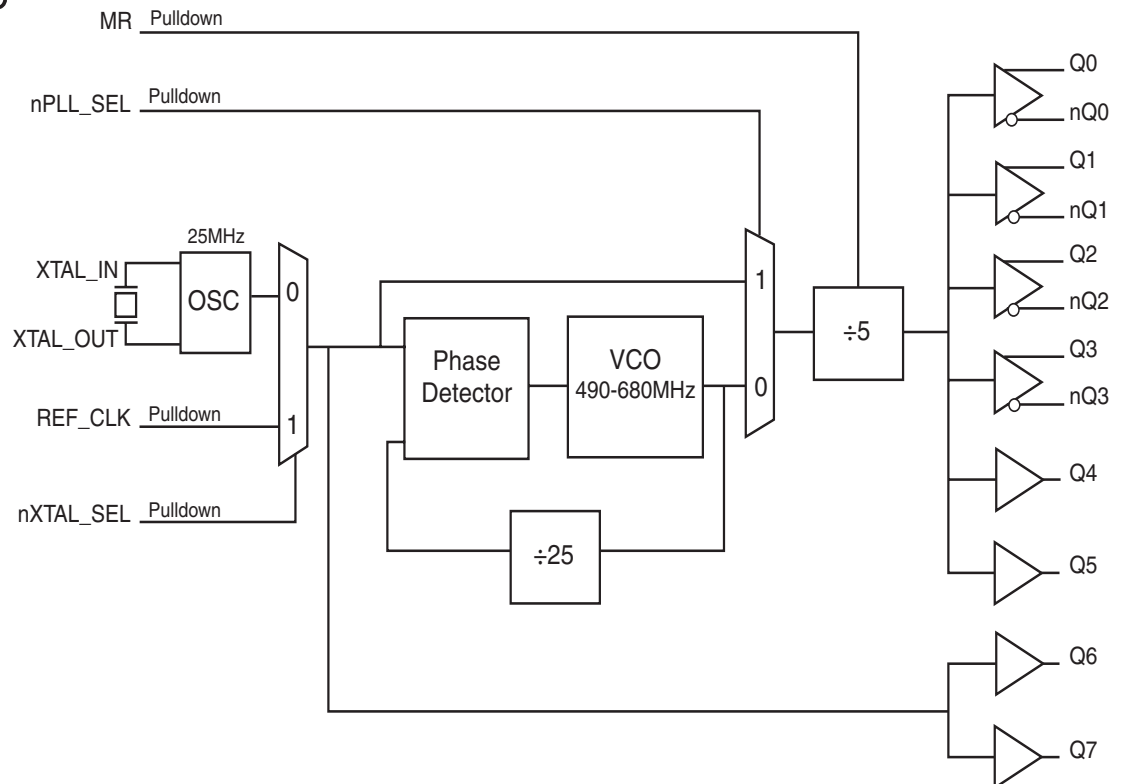 MR Pulldown
nPLL_SEL Pulldown
25MHz
XTAL_IN
OSC
XTAL_OUT
0
1
REF_CLK Pulldown
nXTAL_SEL Pulldown
Phase
Detector
VCO
490-680MHz
÷25
1
0
÷5
Q0
nQ0
Q1
nQ1
Q2
nQ2
Q3
nQ3
Q4
Q5
Q6
Q7